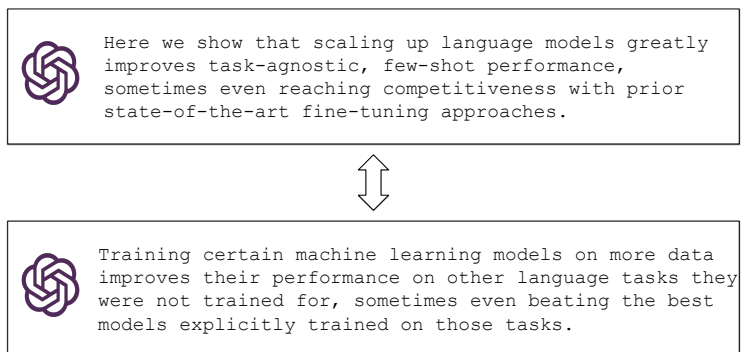 Here we show that scaling up language models greatly
improves task-agnostic, few-shot performance,
sometimes even reaching competitiveness with prior
state-of-the-art fine-tuning approaches.
Training certain machine learning models on more data
improves their performance on other language tasks they
were not trained for, sometimes even beating the best
models explicitly trained on those tasks.